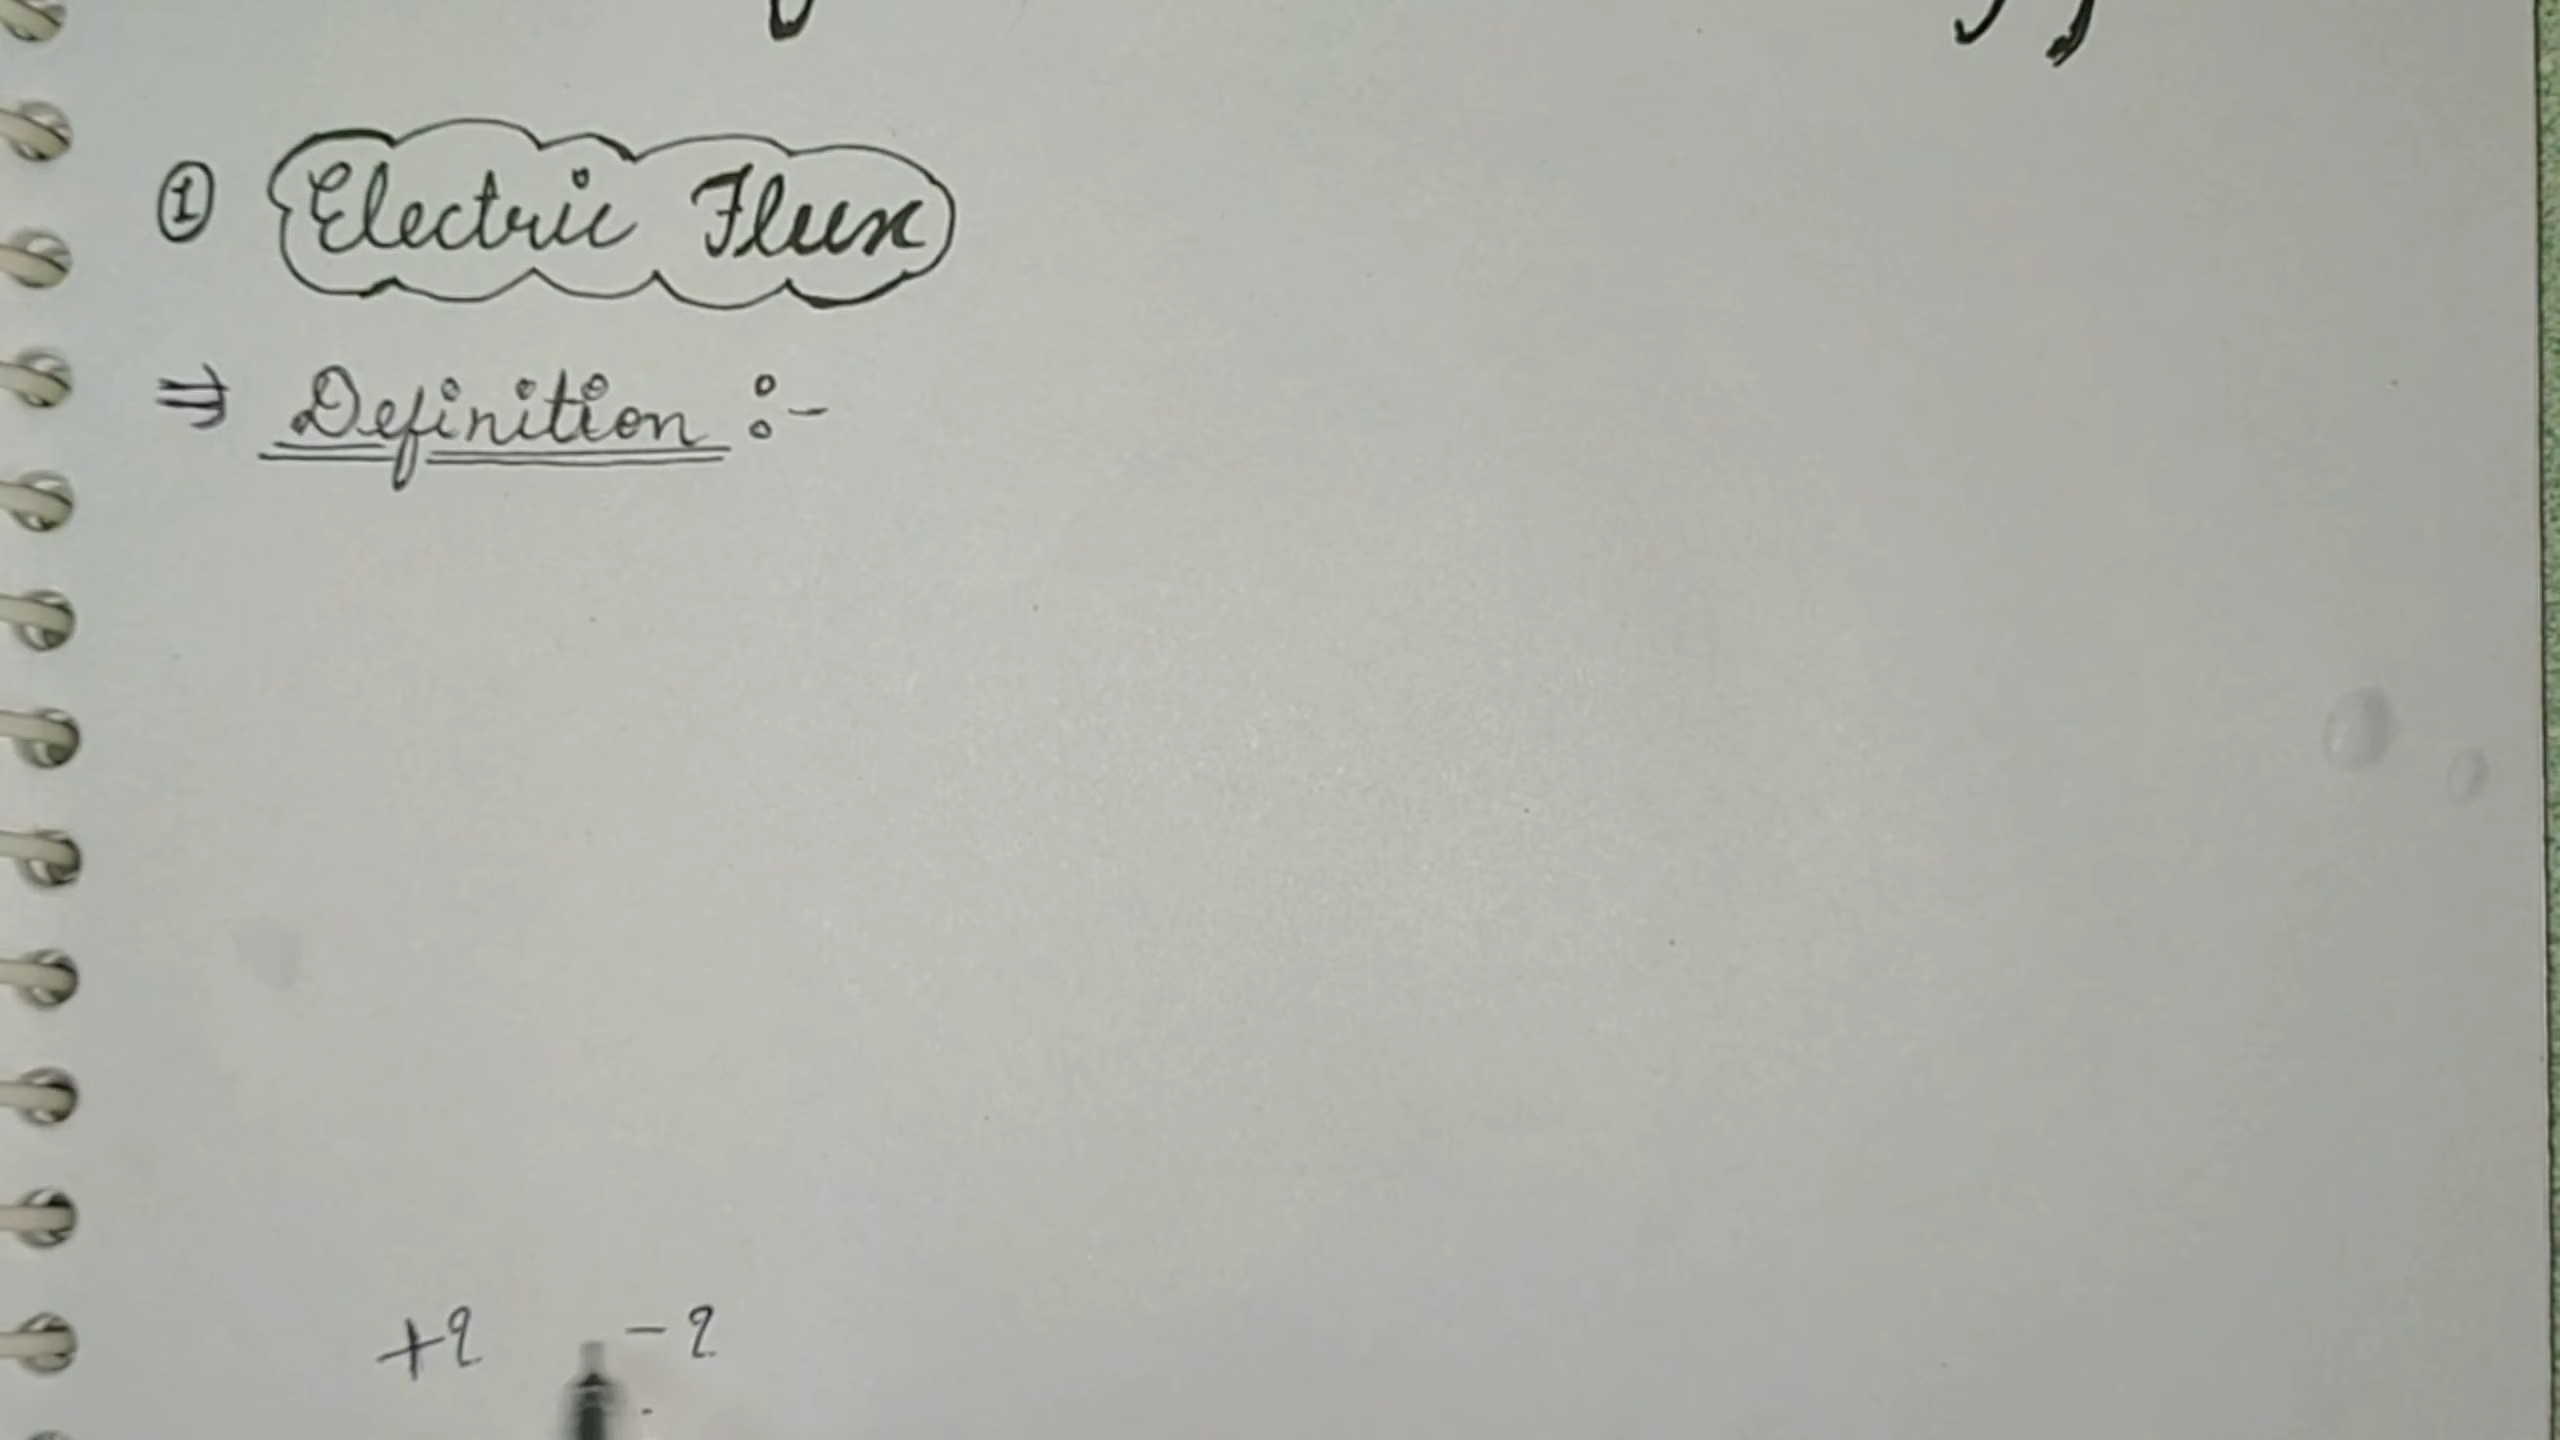 ① Electric Flux
⇒ Definition :-
+q -q